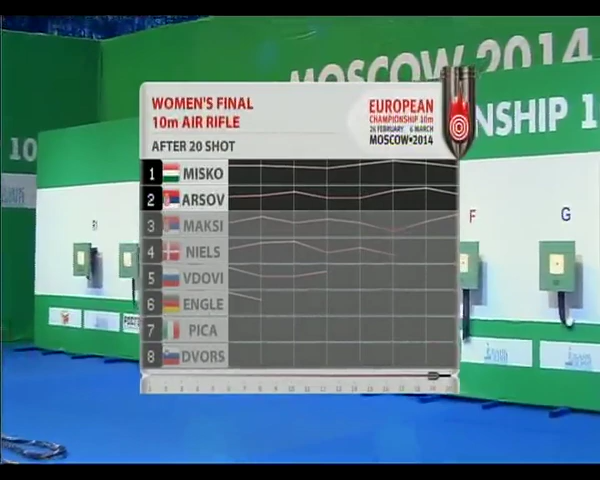 MOSCOW 2014
WOMEN'S FINAL
10m AIR RIFLE
AFTER 20 SHOT
EUROPEAN
CHAMPIONSHIP 10m
26 FEBRUARY 6 MARCH
MOSCOW•2014
NSHIP 1
10
1 MISKO
2 ARSOV
3 MAKSI
4 NIELS
5 VDOVI
6 ENGLE
7 PICA
8 DVORS
B
F
G